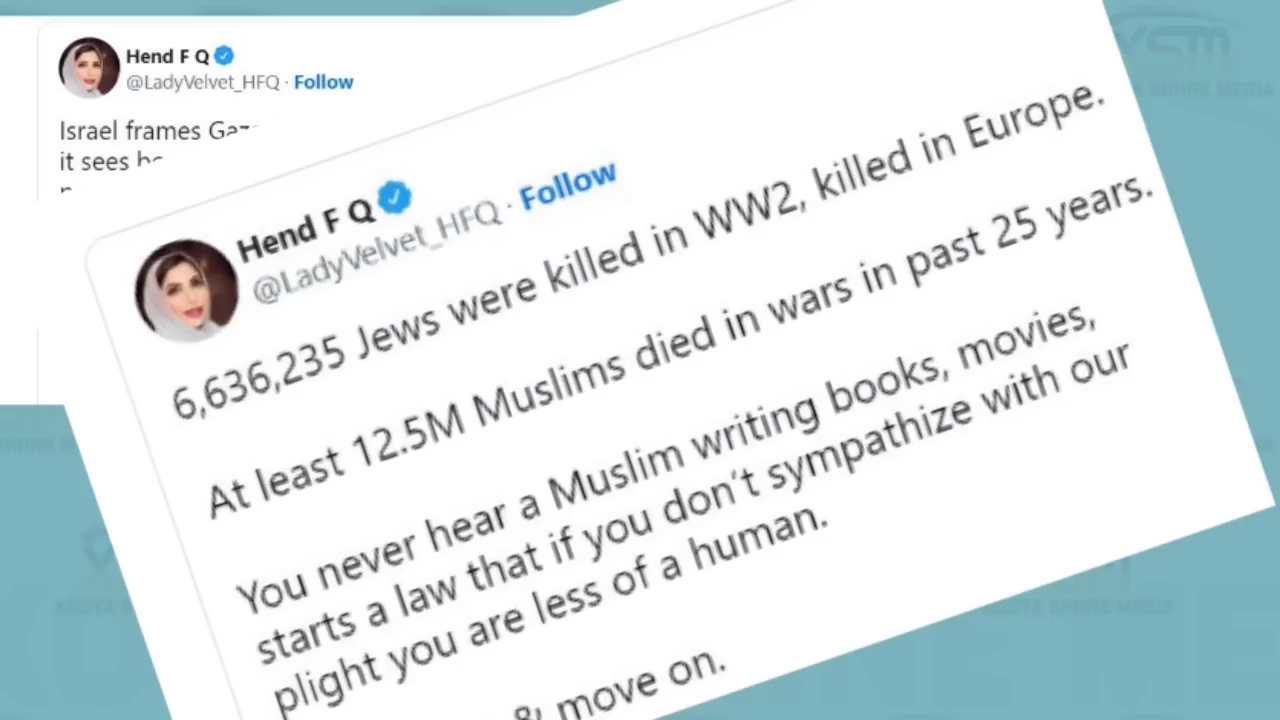 Hend F Q
@LadyVelvet_HFQ · Follow
Israel frames
it sees
Hend F Q
@LadyVelvet_HFQ · Follow
6,636,235 Jews were killed in WW2, killed in Europe.
At least 12.5M Muslims died in wars in past 25 years.
You never hear a Muslim writing books, movies,
starts a law that if you don't sympathize with our
plight you are less of a human.
& move on.
YSM